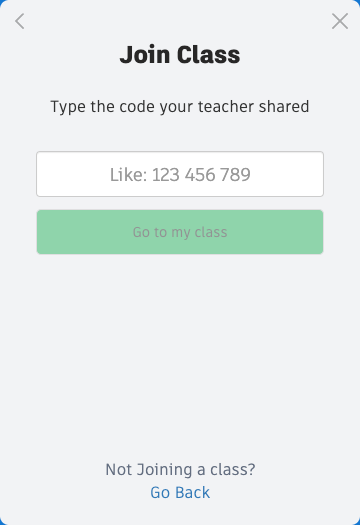 Join Class
Type the code your teacher shared
Like: 123 456 789
Go to my class
Not Joining a class?
Go Back